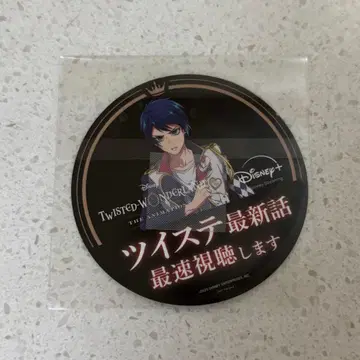 Disney
TWISTED-WONDERLAND
THE ANIMATION
Disney+
ツイステ最新話
最速視聴します